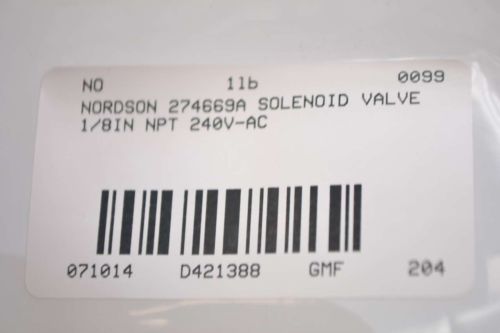 NO 1lb 0099
NORDSON 274669A SOLENOID VALVE
1/8IN NPT 240V-AC
071014 D421388 GMF 204